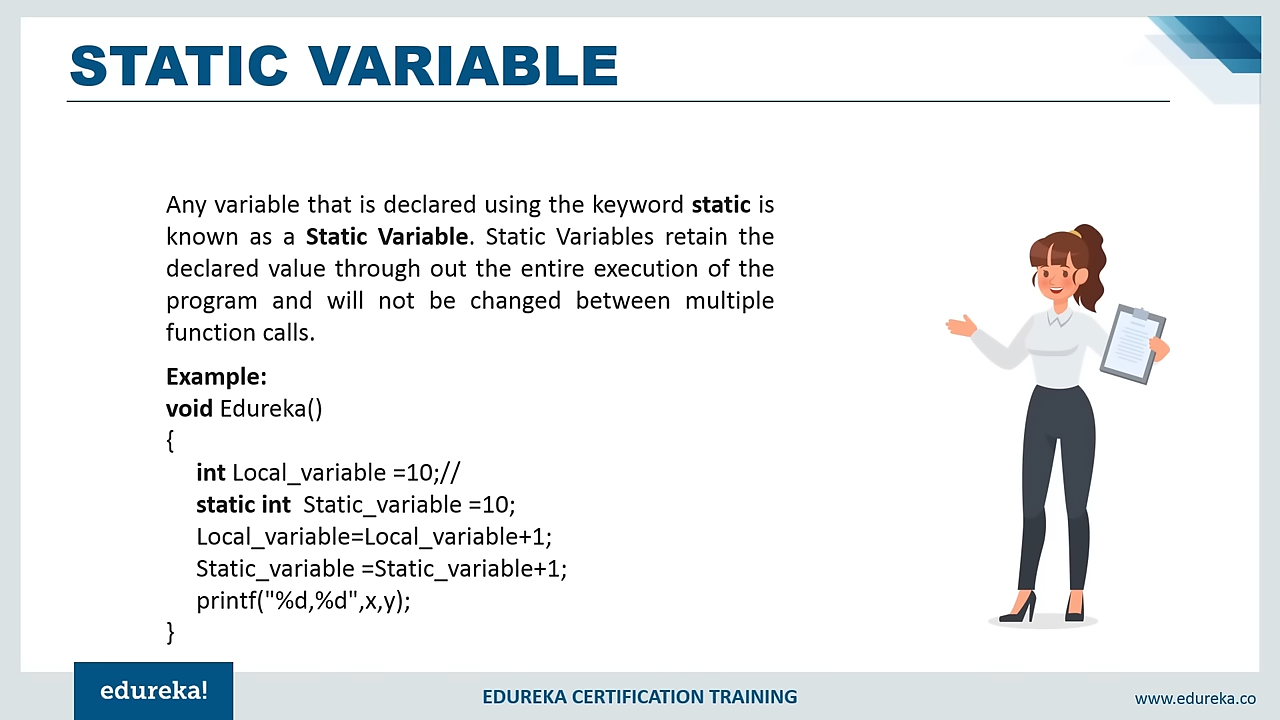 STATIC VARIABLE
Any variable that is declared using the keyword static is
known as a Static Variable. Static Variables retain the
declared value through out the entire execution of the
program and will not be changed between multiple
function calls.
Example:
void Edureka()
{
int Local_variable =10;//
static int  Static_variable =10;
Local_variable=Local_variable+1;
Static_variable =Static_variable+1;
printf("%d,%d",x,y);
}
edureka!
EDUREKA CERTIFICATION TRAINING
www.edureka.co